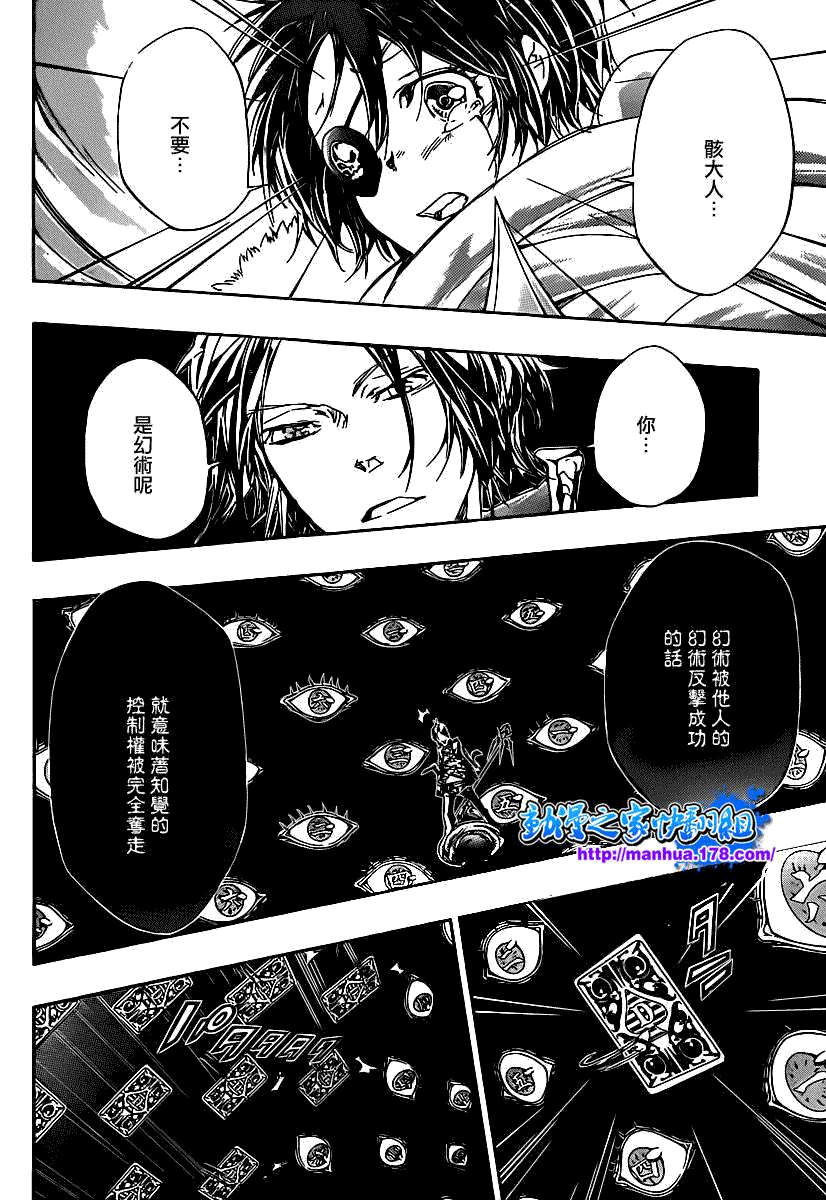 骸大人…
不要…
你…
是幻術呢
幻術被他人的
幻術反擊成功
的話
就意味著知覺的
控制權被完全奪走
動漫之家快翻組
http://manhua.178.com/